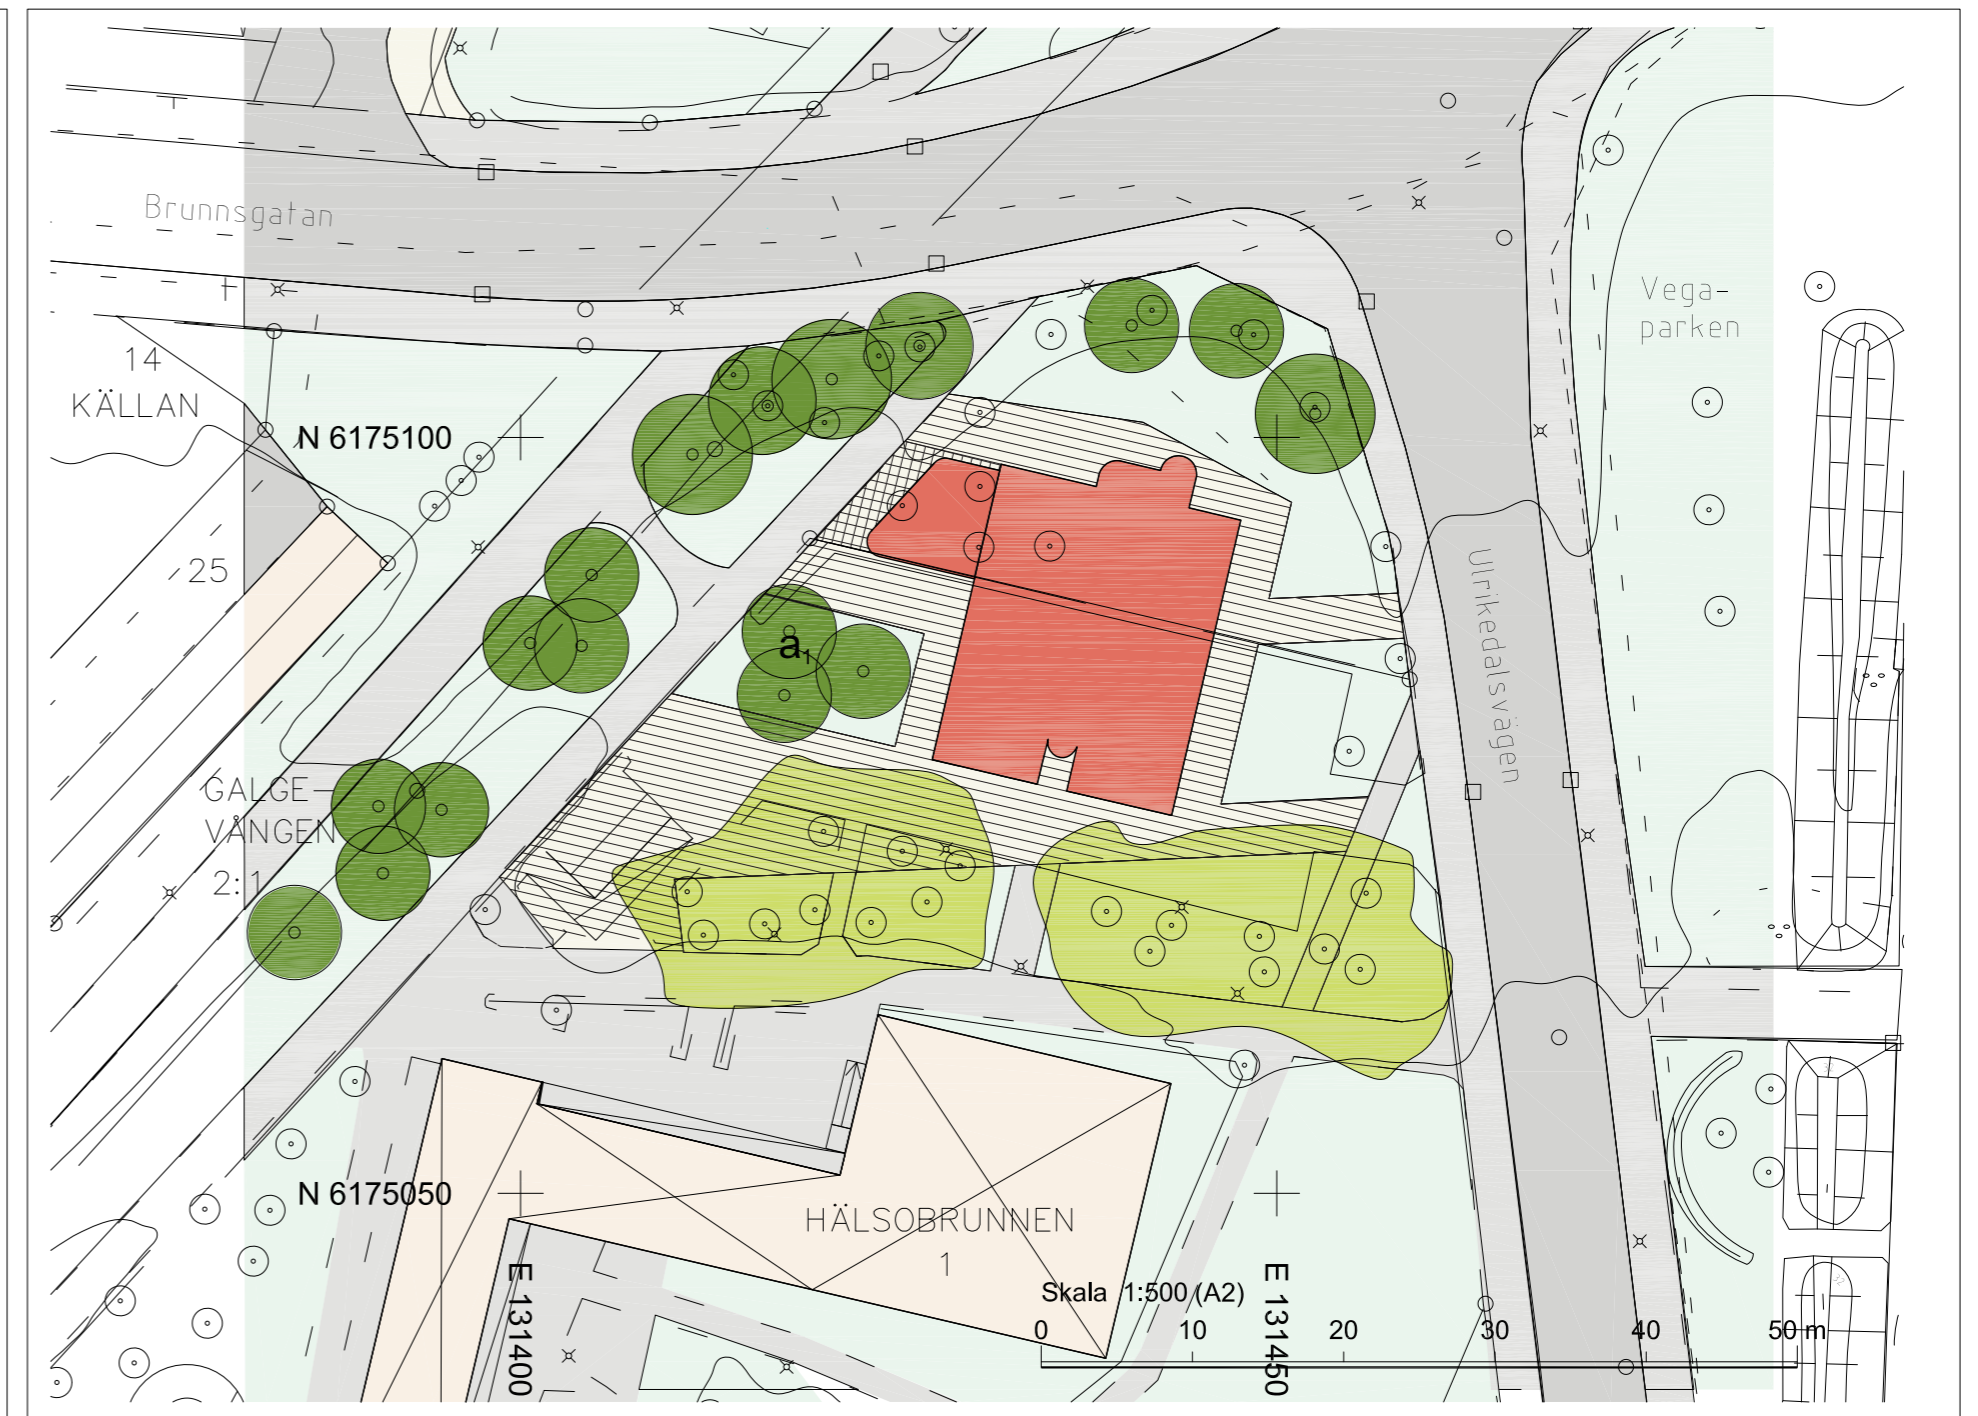 Brunnsgatan
Vega-
parken
14
KÄLLAN
N 6175100
25
Ulrikedalsvägen
a₁
GALGE-
VÅNGEN
2:1
N 6175050
HÄLSOBRUNNEN
1
E 131400
E 131450
Skala 1:500 (A2)
0 10 20 30 40 50 m